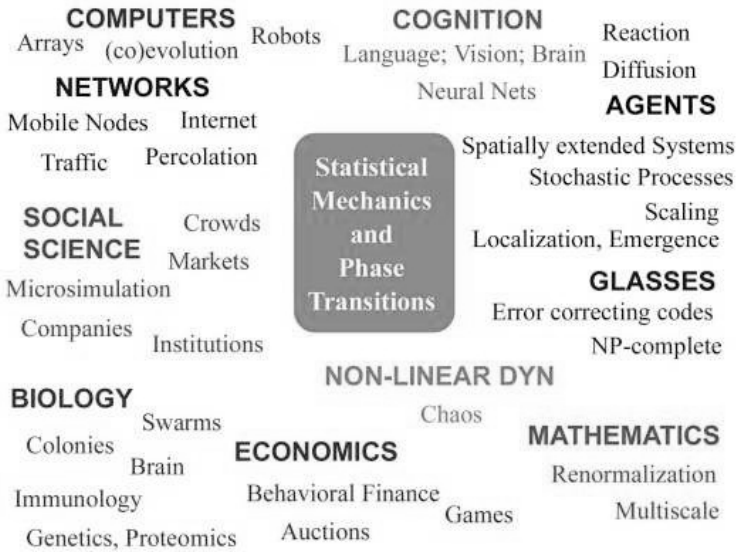 COMPUTERS
Arrays (co)evolution Robots
COGNITION
Language; Vision; Brain
Neural Nets
Reaction
Diffusion
NETWORKS
Mobile Nodes Internet
Traffic Percolation
AGENTS
Spatially extended Systems
Stochastic Processes
Scaling
Localization, Emergence
Statistical
Mechanics
and
Phase
Transitions
SOCIAL
SCIENCE
Crowds
Markets
Microsimulation
Companies
Institutions
GLASSES
Error correcting codes
NP-complete
NON-LINEAR DYN
Chaos
BIOLOGY
Swarms
Colonies
Brain
Immunology
Genetics, Proteomics
ECONOMICS
Behavioral Finance
Auctions
Games
MATHEMATICS
Renormalization
Multiscale